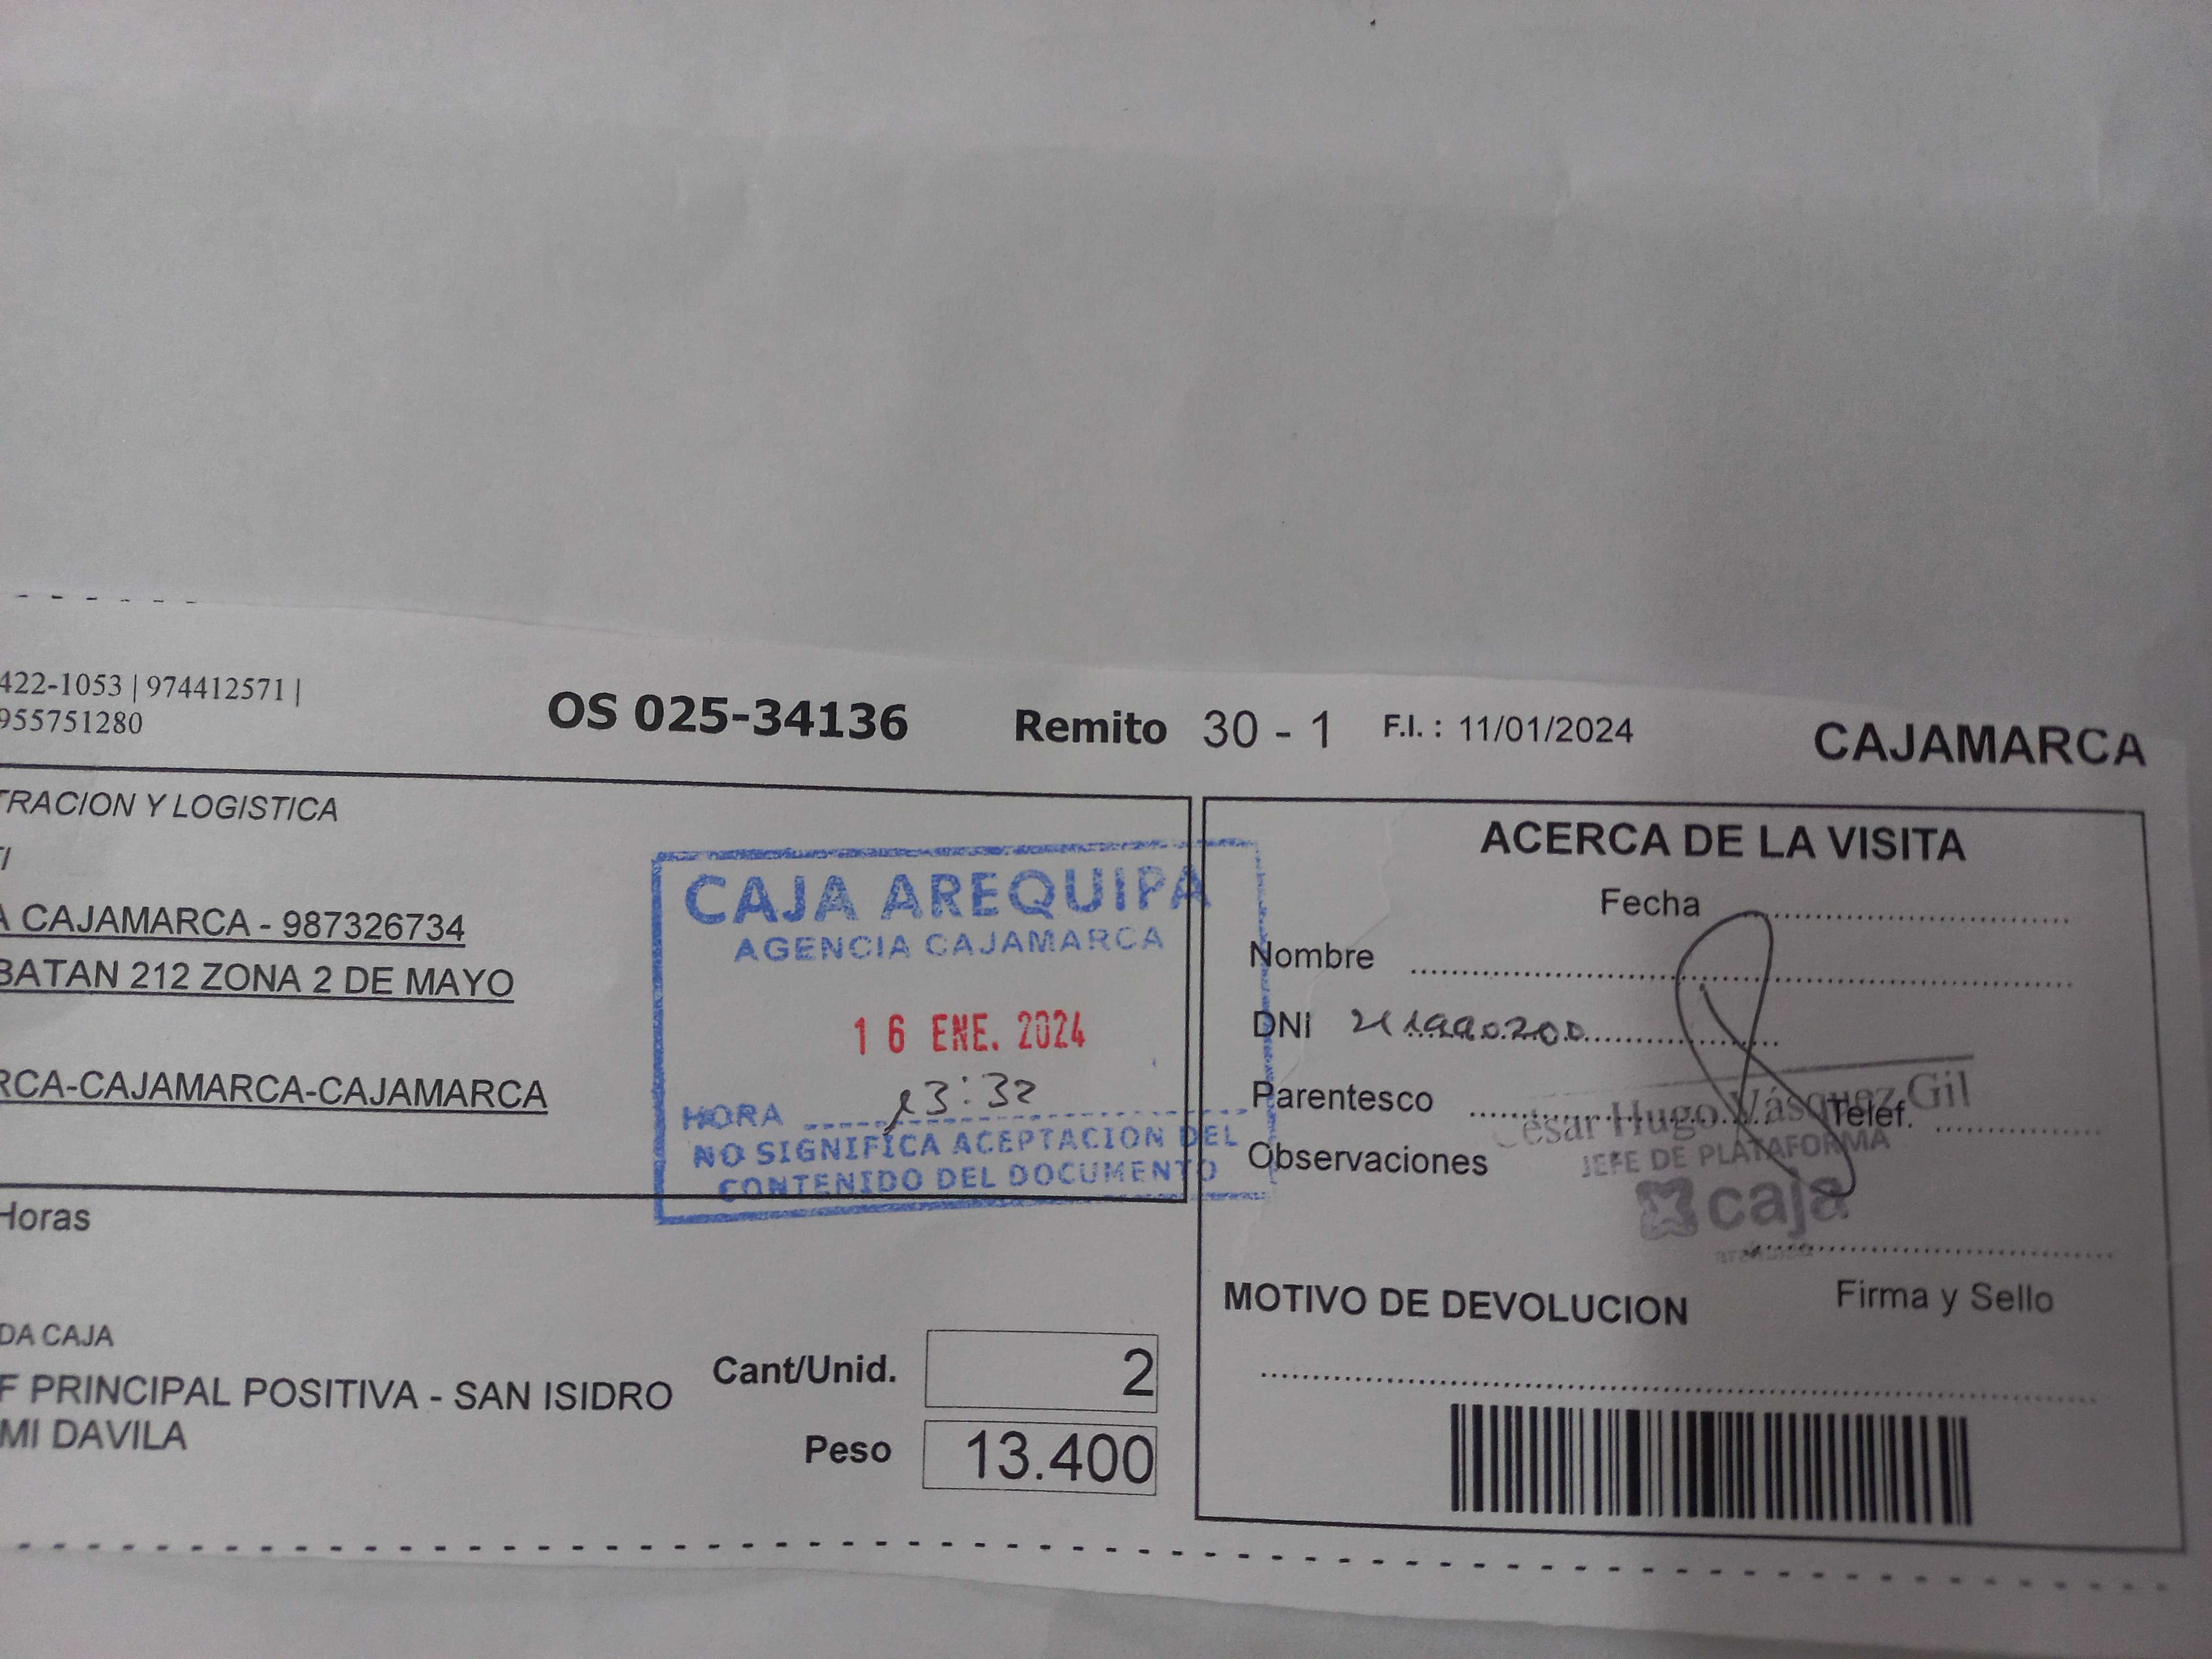 422-1053 | 974412571 |
955751280
OS 025-34136 Remito 30 - 1 F.I. : 11/01/2024 CAJAMARCA
TRACION Y LOGISTICA
A CAJAMARCA - 987326734
BATAN 212 ZONA 2 DE MAYO
RCA-CAJAMARCA-CAJAMARCA
Horas
DA CAJA
F PRINCIPAL POSITIVA - SAN ISIDRO
MI DAVILA
Cant/Unid. 2
Peso 13.400
CAJA AREQUIPA
AGENCIA CAJAMARCA
16 ENE. 2024
HORA 13:32
NO SIGNIFICA ACEPTACION DEL
CONTENIDO DEL DOCUMENTO
ACERCA DE LA VISITA
Fecha
Nombre
DNI
Parentesco Telef.
Observaciones
César Hugo Vásquez Gil
JEFE DE PLATAFORMA
caja
Firma y Sello
MOTIVO DE DEVOLUCION